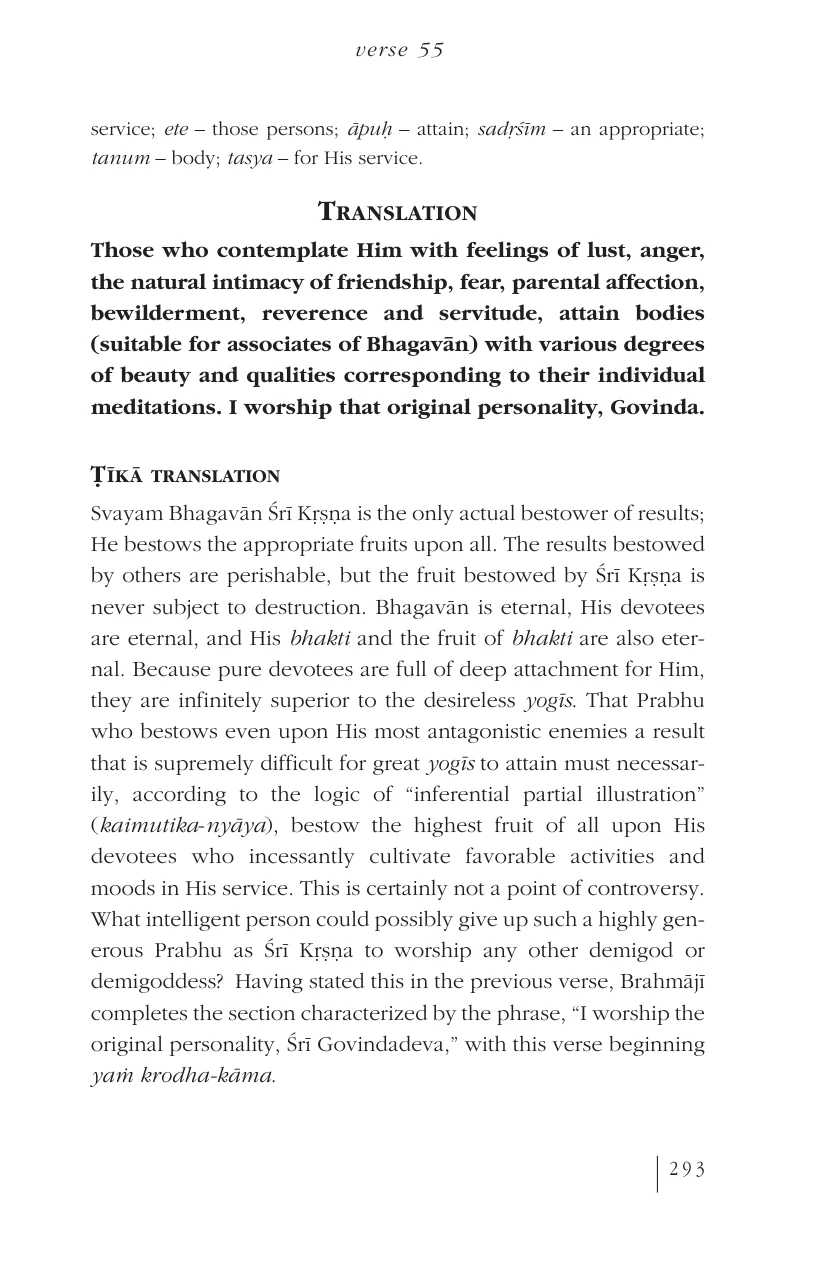 verse 55
service; ete – those persons; āpuḥ – attain; sadṛśīm – an appropriate;
tanum – body; tasya – for His service.
Translation
Those who contemplate Him with feelings of lust, anger,
the natural intimacy of friendship, fear, parental affection,
bewilderment, reverence and servitude, attain bodies
(suitable for associates of Bhagavān) with various degrees
of beauty and qualities corresponding to their individual
meditations. I worship that original personality, Govinda.
Ṭīkā translation
Svayam Bhagavān Śrī Kṛṣṇa is the only actual bestower of results;
He bestows the appropriate fruits upon all. The results bestowed
by others are perishable, but the fruit bestowed by Śrī Kṛṣṇa is
never subject to destruction. Bhagavān is eternal, His devotees
are eternal, and His bhakti and the fruit of bhakti are also eter-
nal. Because pure devotees are full of deep attachment for Him,
they are infinitely superior to the desireless yogīs. That Prabhu
who bestows even upon His most antagonistic enemies a result
that is supremely difficult for great yogīs to attain must necessar-
ily, according to the logic of “inferential partial illustration”
(kaimutika-nyāya), bestow the highest fruit of all upon His
devotees who incessantly cultivate favorable activities and
moods in His service. This is certainly not a point of controversy.
What intelligent person could possibly give up such a highly gen-
erous Prabhu as Śrī Kṛṣṇa to worship any other demigod or
demigoddess? Having stated this in the previous verse, Brahmājī
completes the section characterized by the phrase, “I worship the
original personality, Śrī Govindadeva,” with this verse beginning
yaṁ krodha-kāma.
293